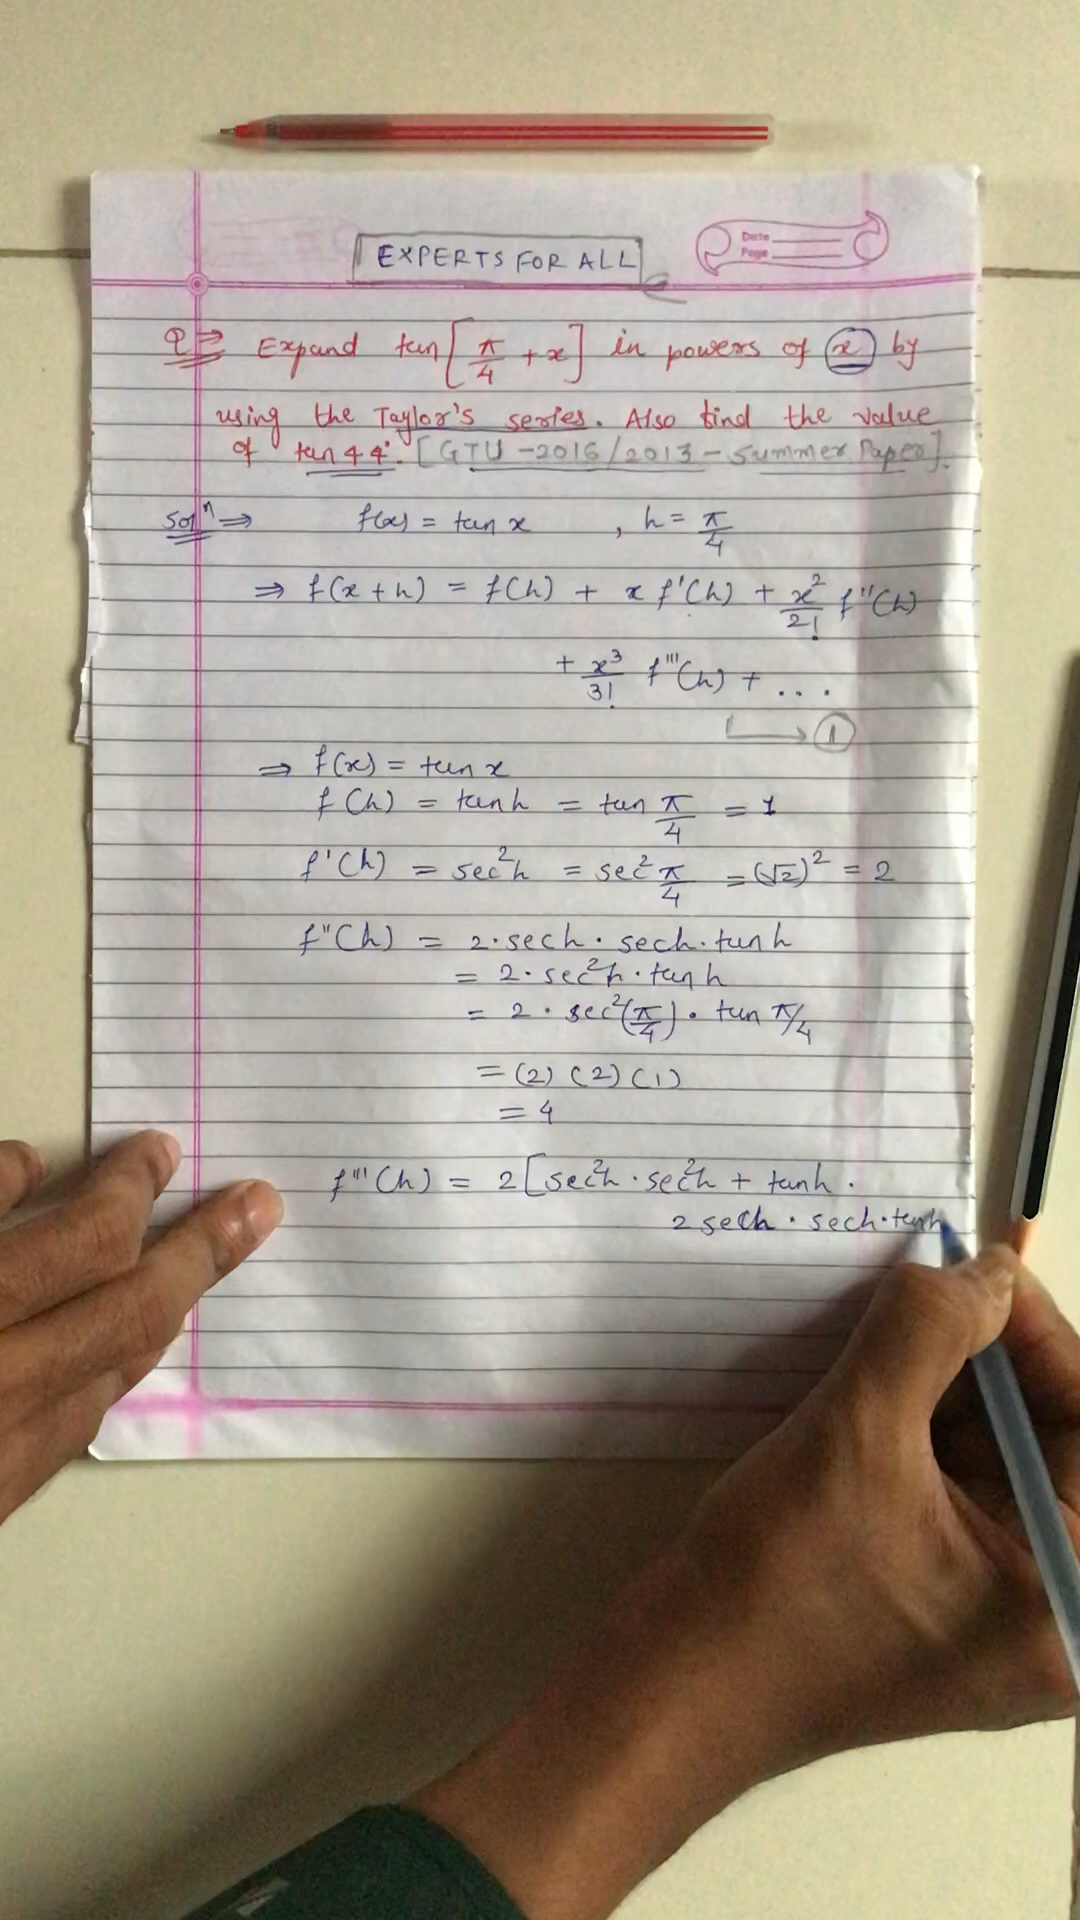 EXPERTS FOR ALL
Date
Page
Q ⇒ Expand tan[π/4 + x] in powers of x by
using the Taylor's series. Also find the value
of tan 44°. [GTU - 2016/2013 - Summer Paper].
Solⁿ ⇒ f(x) = tan x , h = π/4
⇒ f(x + h) = f(h) + x f'(h) + x²/2! f''(h)
+ x³/3! f'''(h) + ...
→ 1
⇒ f(x) = tan x
f(h) = tan h = tan π/4 = 1
f'(h) = sec²h = sec² π/4 = (√2)² = 2
f''(h) = 2·sec h · sec h · tan h
= 2 · sec²h · tan h
= 2 · sec²(π/4) · tan π/4
= (2) (2) (1)
= 4
f'''(h) = 2[sec²h · sec²h + tan h ·
2 sec h · sec h · tan h